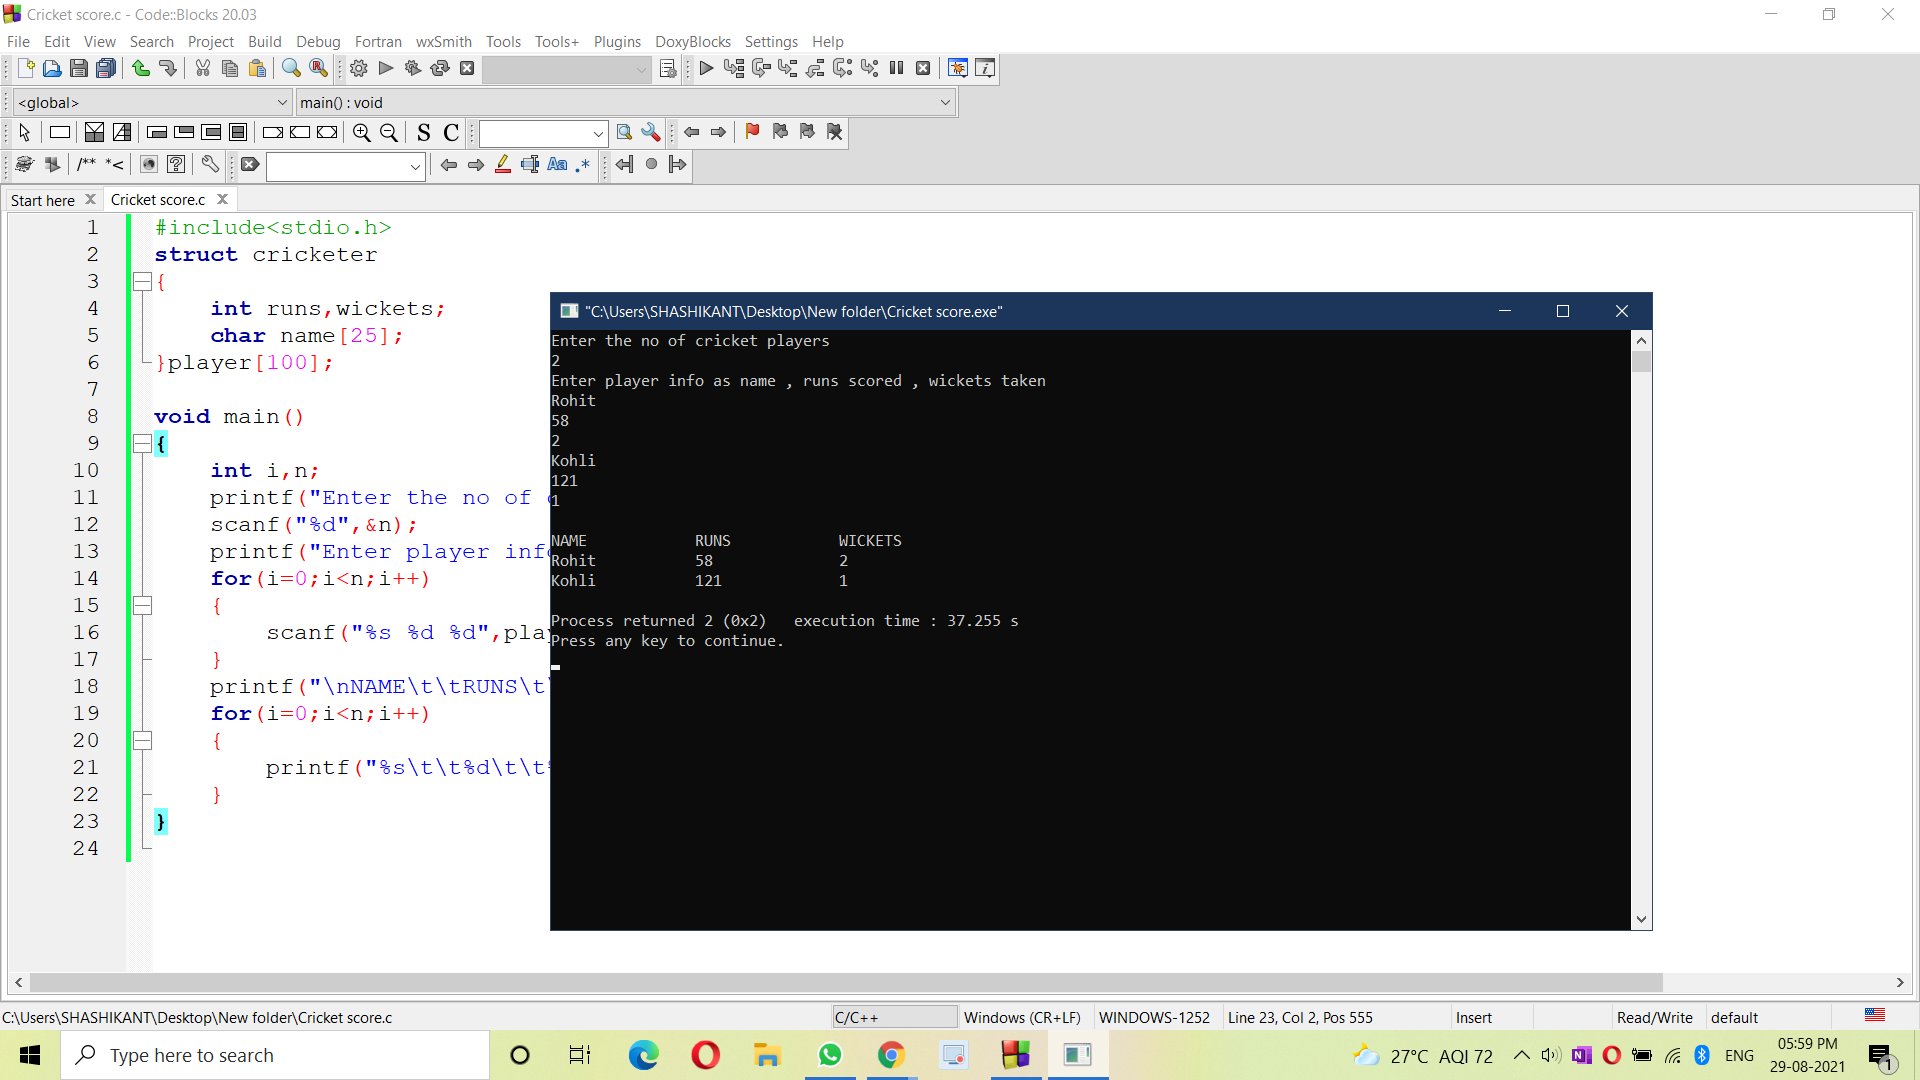 Cricket score.c - Code::Blocks 20.03
File Edit View Search Project Build Debug Fortran wxSmith Tools Tools+ Plugins DoxyBlocks Settings Help
<global> main() : void
S C
/** *<
Aa .*
Start here Cricket score.c
1 #include<stdio.h>
2 struct cricketer
3 {
4 int runs,wickets;
5 char name[25];
6 }player[100];
7
8 void main()
9 {
10 int i,n;
11 printf("Enter the no of
12 scanf("%d",&n);
13 printf("Enter player inf
14 for(i=0;i<n;i++)
15 {
16 scanf("%s %d %d",pla
17 }
18 printf("\nNAME\t\tRUNS\t
19 for(i=0;i<n;i++)
20 {
21 printf("%s\t\t%d\t\t
22 }
23 }
24
"C:\Users\SHASHIKANT\Desktop\New folder\Cricket score.exe"
Enter the no of cricket players
2
Enter player info as name , runs scored , wickets taken
Rohit
58
2
Kohli
121
1
NAME RUNS WICKETS
Rohit 58 2
Kohli 121 1
Process returned 2 (0x2) execution time : 37.255 s
Press any key to continue.
C:\Users\SHASHIKANT\Desktop\New folder\Cricket score.c C/C++ Windows (CR+LF) WINDOWS-1252 Line 23, Col 2, Pos 555 Insert Read/Write default
Type here to search 27°C AQI 72 ENG 05:59 PM
29-08-2021
1